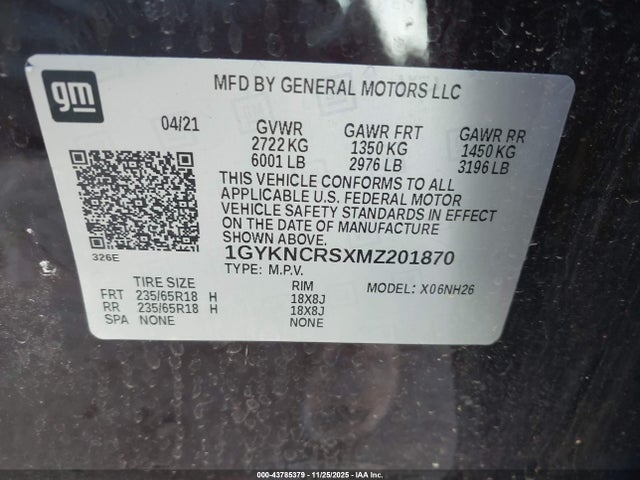 gm
MFD BY GENERAL MOTORS LLC
04/21 GVWR GAWR FRT GAWR RR
2722 KG 1350 KG 1450 KG
6001 LB 2976 LB 3196 LB
THIS VEHICLE CONFORMS TO ALL
APPLICABLE U.S. FEDERAL MOTOR
VEHICLE SAFETY STANDARDS IN EFFECT
ON THE DATE OF MANUFACTURE
SHOWN ABOVE.
326E
1GYKNCRSXMZ201870
TYPE: M.P.V.
MODEL: X06NH26
TIRE SIZE RIM
FRT 235/65R18 H 18X8J
RR 235/65R18 H 18X8J
SPA NONE NONE
000-43785379 | 11/25/2025 | IAA Inc.